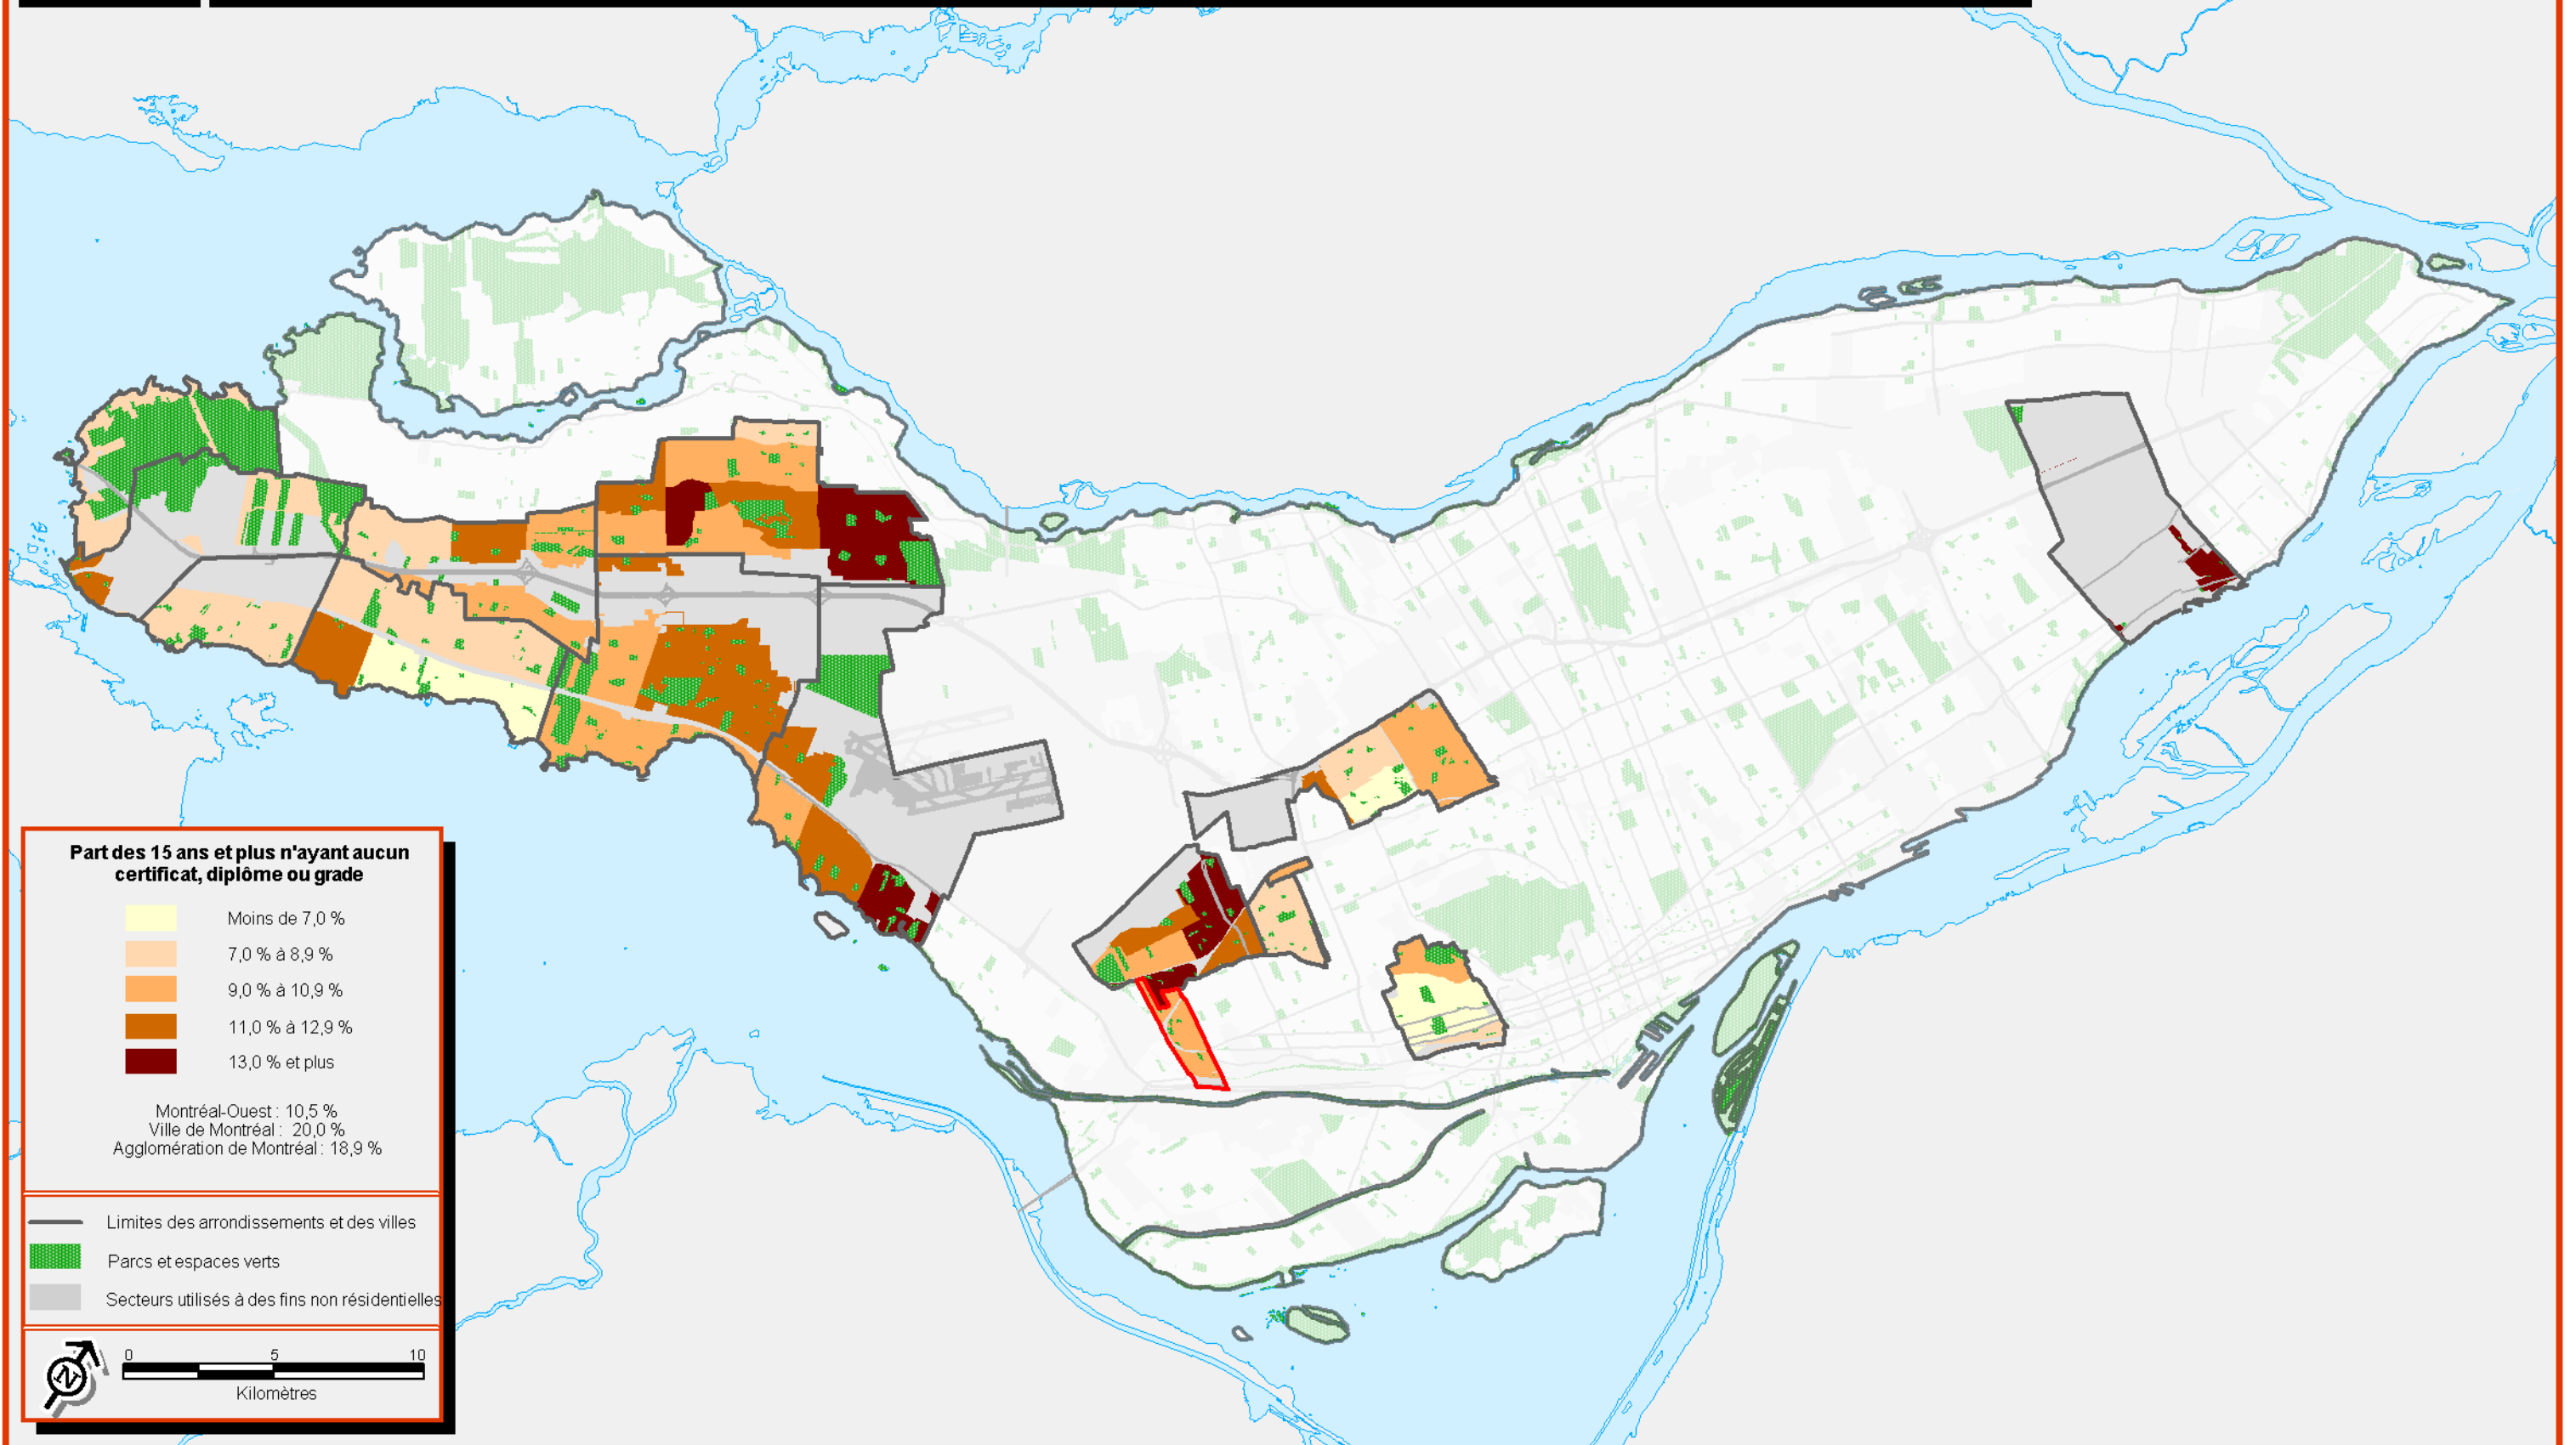 Part des 15 ans et plus n'ayant aucun
certificat, diplôme ou grade
Moins de 7,0 %
7,0 % à 8,9 %
9,0 % à 10,9 %
11,0 % à 12,9 %
13,0 % et plus
Montréal-Ouest : 10,5 %
Ville de Montréal : 20,0 %
Agglomération de Montréal : 18,9 %
Limites des arrondissements et des villes
Parcs et espaces verts
Secteurs utilisés à des fins non résidentielles
N
0 5 10
Kilomètres